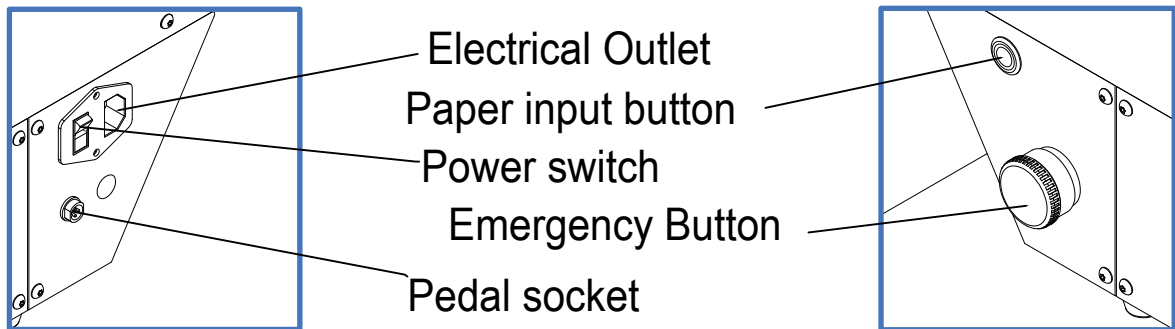 Electrical Outlet
Paper input button
Power switch
Emergency Button
Pedal socket